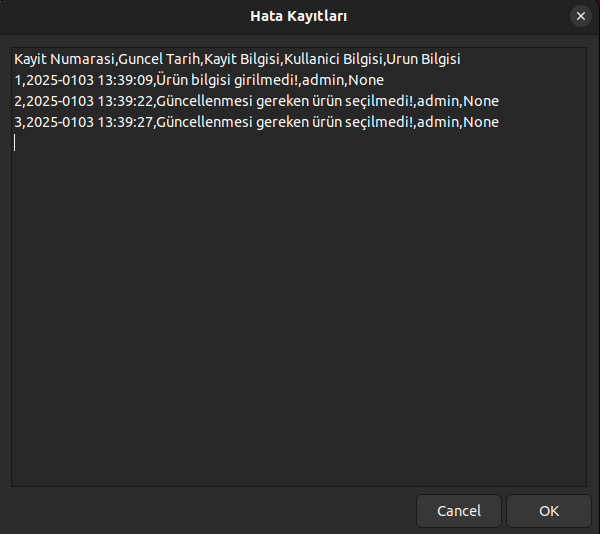 Hata Kayıtları
Kayit Numarasi,Guncel Tarih,Kayit Bilgisi,Kullanici Bilgisi,Urun Bilgisi
1,2025-0103 13:39:09,Ürün bilgisi girilmedi!,admin,None
2,2025-0103 13:39:22,Güncellenmesi gereken ürün seçilmedi!,admin,None
3,2025-0103 13:39:27,Güncellenmesi gereken ürün seçilmedi!,admin,None
Cancel
OK